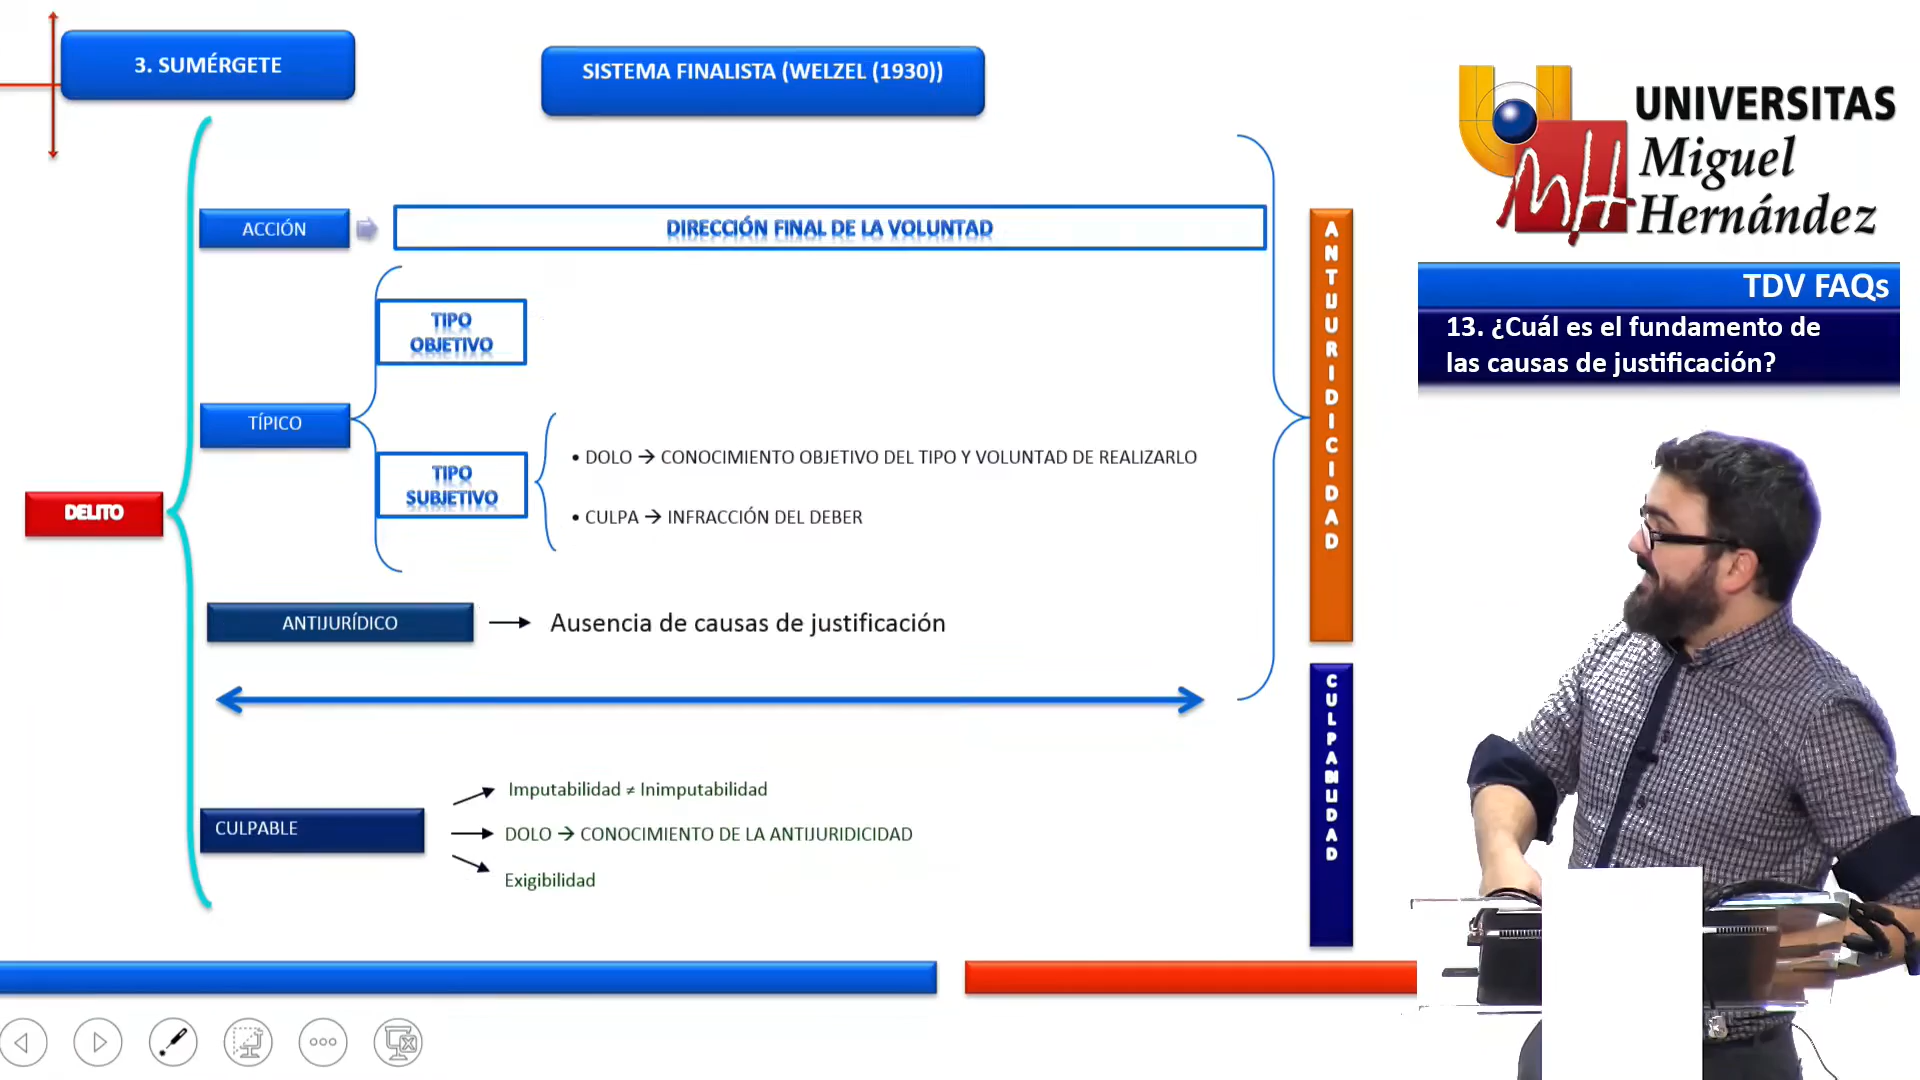 3. SUMÉRGETE
SISTEMA FINALISTA (WELZEL (1930))
UNIVERSITAS
Miguel
Hernández
TDV FAQs
13. ¿Cuál es el fundamento de
las causas de justificación?
ACCIÓN
DIRECCIÓN FINAL DE LA VOLUNTAD
TIPO
OBJETIVO
TÍPICO
TIPO
SUBJETIVO
• DOLO → CONOCIMIENTO OBJETIVO DEL TIPO Y VOLUNTAD DE REALIZARLO
• CULPA → INFRACCIÓN DEL DEBER
DELITO
ANTIJURÍDICO
Ausencia de causas de justificación
CULPABLE
Imputabilidad ≠ Inimputabilidad
DOLO → CONOCIMIENTO DE LA ANTIJURIDICIDAD
Exigibilidad